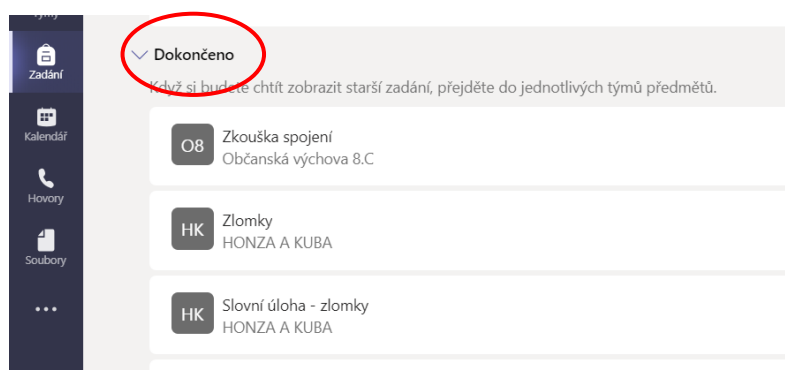 Týmy
Zadání
Kalendář
Hovory
Soubory
Dokončeno
Když si budete chtít zobrazit starší zadání, přejděte do jednotlivých týmů předmětů.
O8
Zkouška spojení
Občanská výchova 8.C
HK
Zlomky
HONZA A KUBA
HK
Slovní úloha - zlomky
HONZA A KUBA